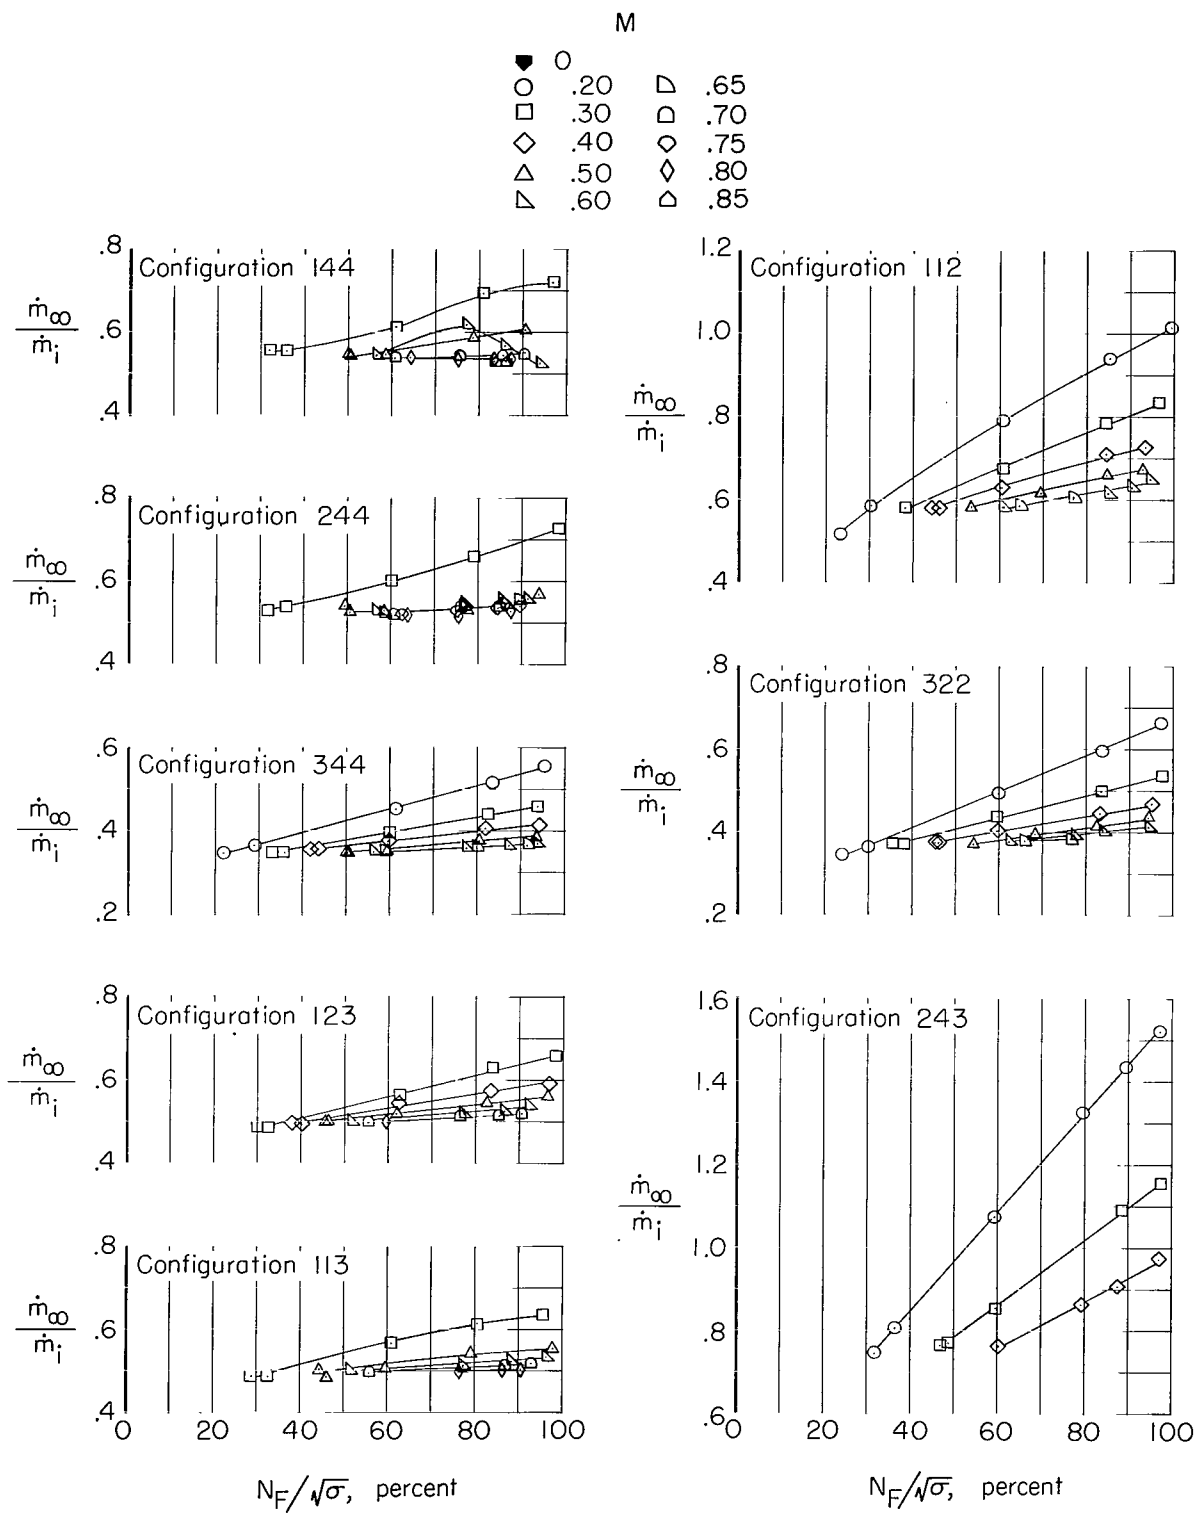 M
0
.20 .65
.30 .70
.40 .75
.50 .80
.60 .85
.8
Configuration 144
ṁ∞
ṁi
.6
.4
.8
Configuration 244
ṁ∞
ṁi
.6
.4
.6
Configuration 344
ṁ∞
ṁi
.4
.2
.8
Configuration 123
ṁ∞
ṁi
.6
.4
.8
Configuration 113
ṁ∞
ṁi
.6
.4
0 20 40 60 80 100
NF/√σ, percent
1.2
Configuration 112
1.0
ṁ∞
ṁi
.8
.6
.4
.8
Configuration 322
ṁ∞
ṁi
.6
.4
.2
1.6
Configuration 243
1.4
1.2
ṁ∞
ṁi
1.0
.8
.6
0 20 40 60 80 100
NF/√σ, percent